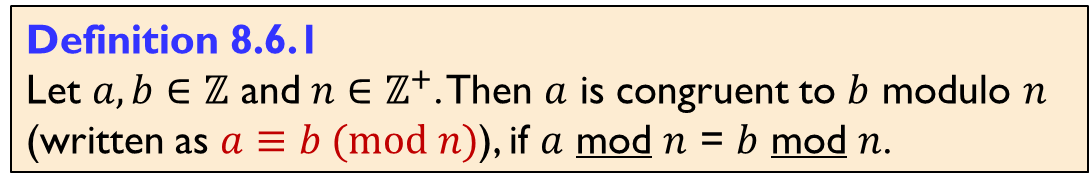 Definition 8.6.1
Let a, b ∈ ℤ and n ∈ ℤ⁺. Then a is congruent to b modulo n
(written as a ≡ b (mod n)), if a mod n = b mod n.